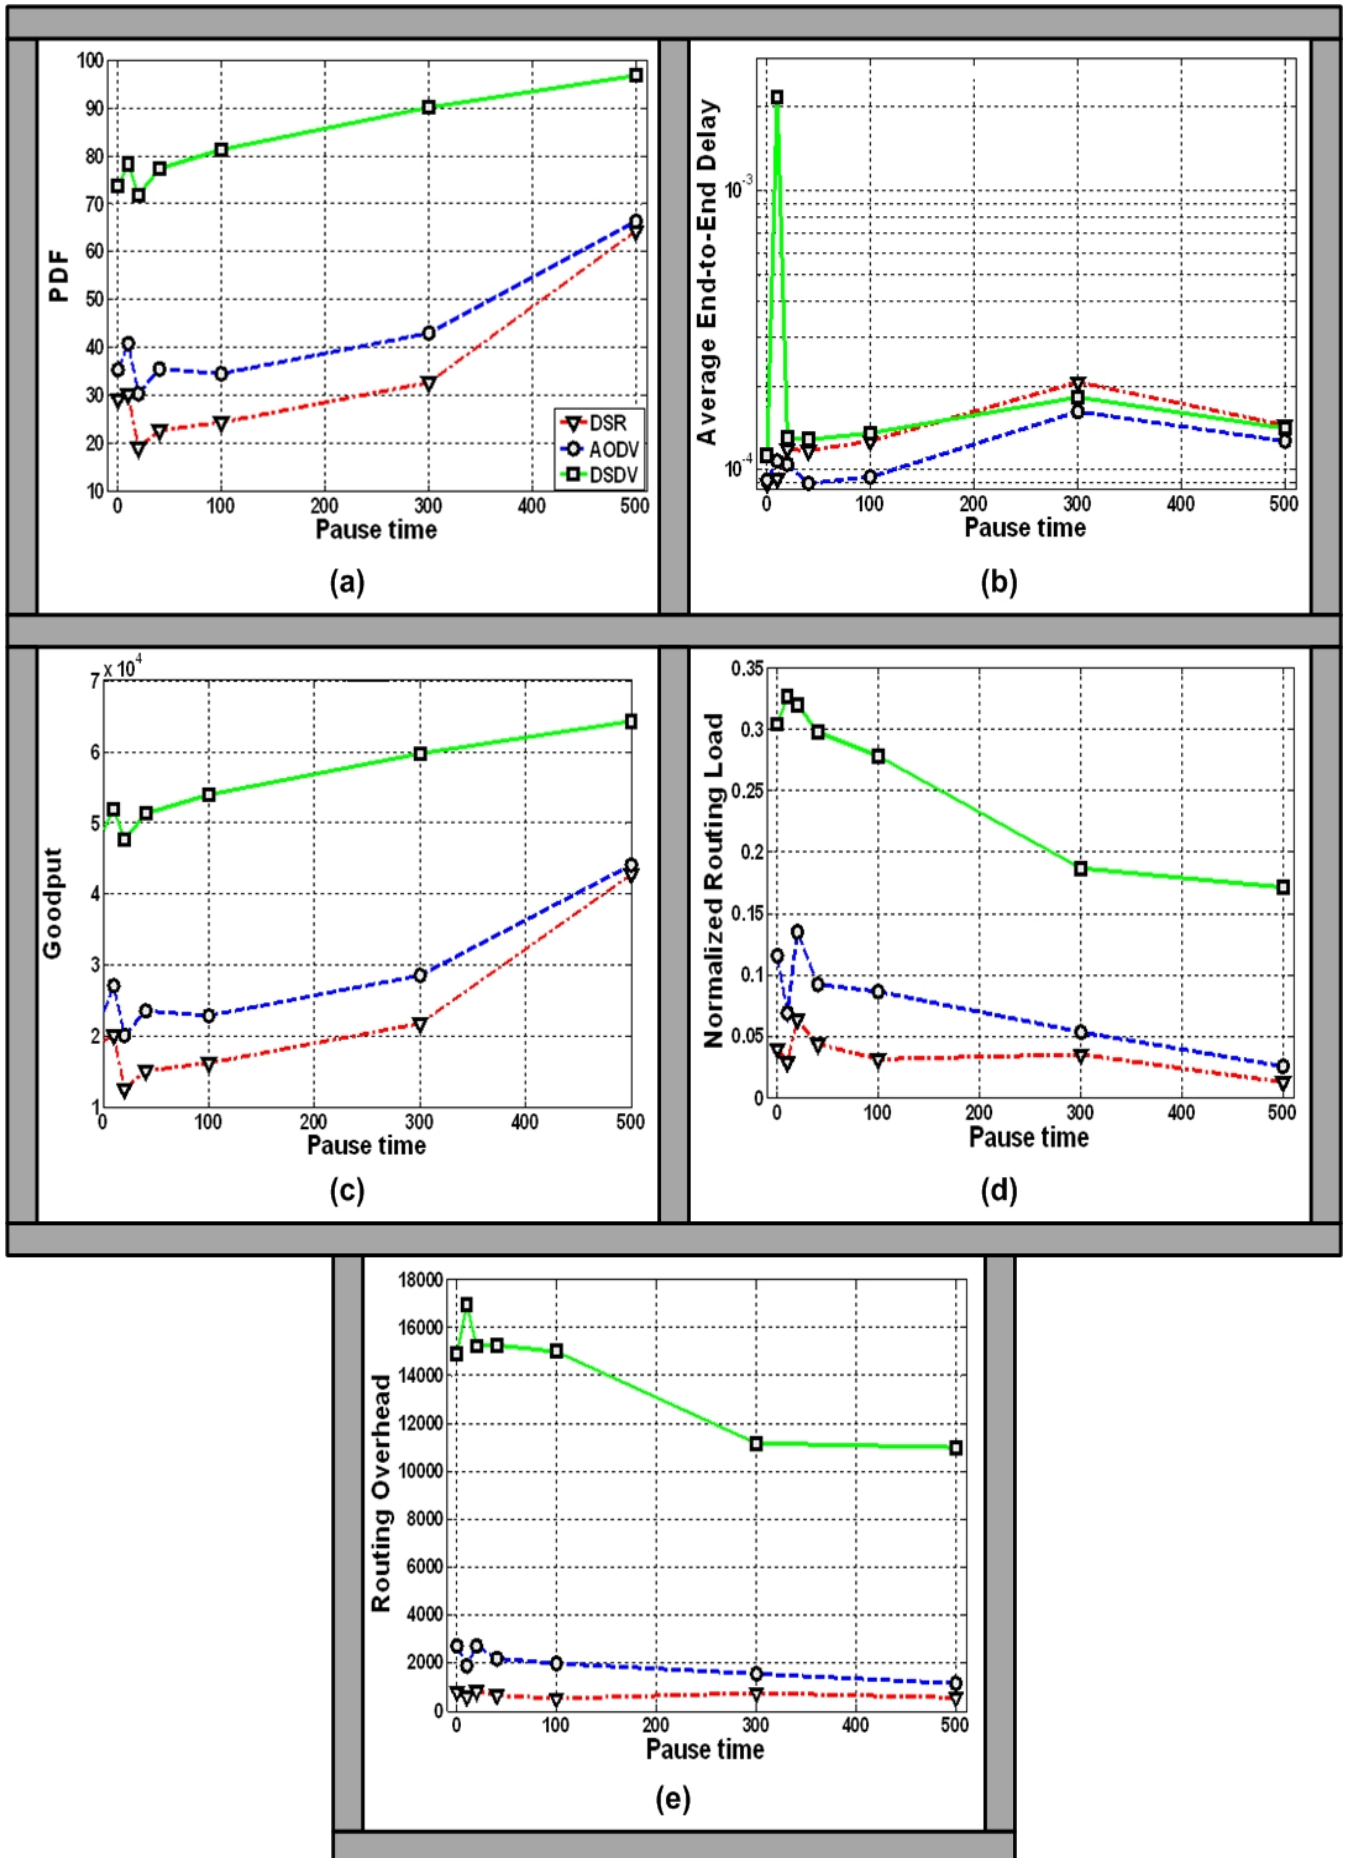 100
90
80
70
60
50
40
30
20
10
PDF
DSR
AODV
DSDV
0 100 200 300 400 500
Pause time
(a)
Average End-to-End Delay
10-3
10-4
0 100 200 300 400 500
Pause time
(b)
x 10^4
7
6
5
4
3
2
1
Goodput
0 100 200 300 400 500
Pause time
(c)
0.35
0.3
0.25
0.2
0.15
0.1
0.05
0
Normalized Routing Load
0 100 200 300 400 500
Pause time
(d)
18000
16000
14000
12000
10000
8000
6000
4000
2000
0
Routing Overhead
0 100 200 300 400 500
Pause time
(e)